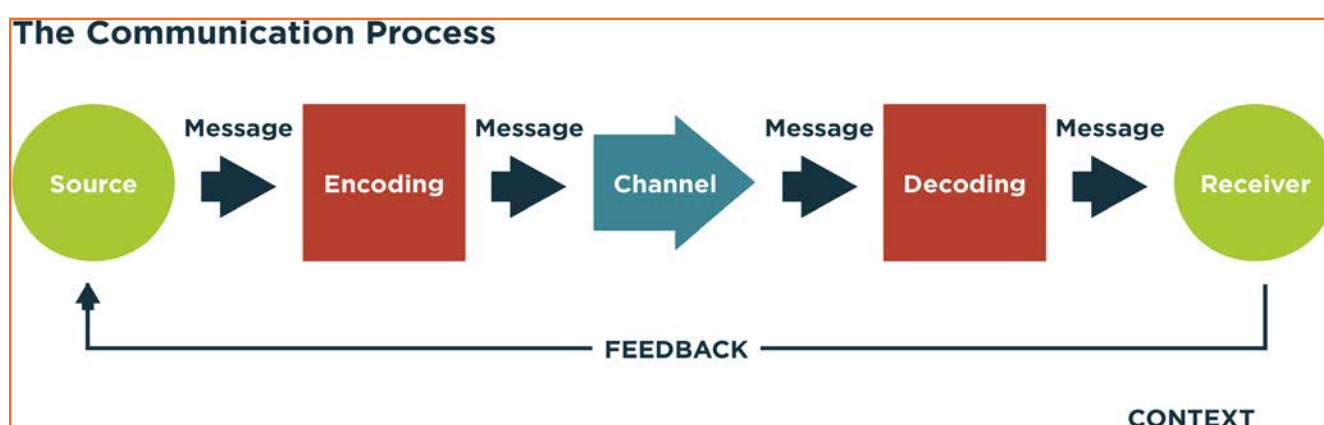 The Communication Process
Message Message Message Message
Source Encoding Channel Decoding Receiver
FEEDBACK
CONTEXT